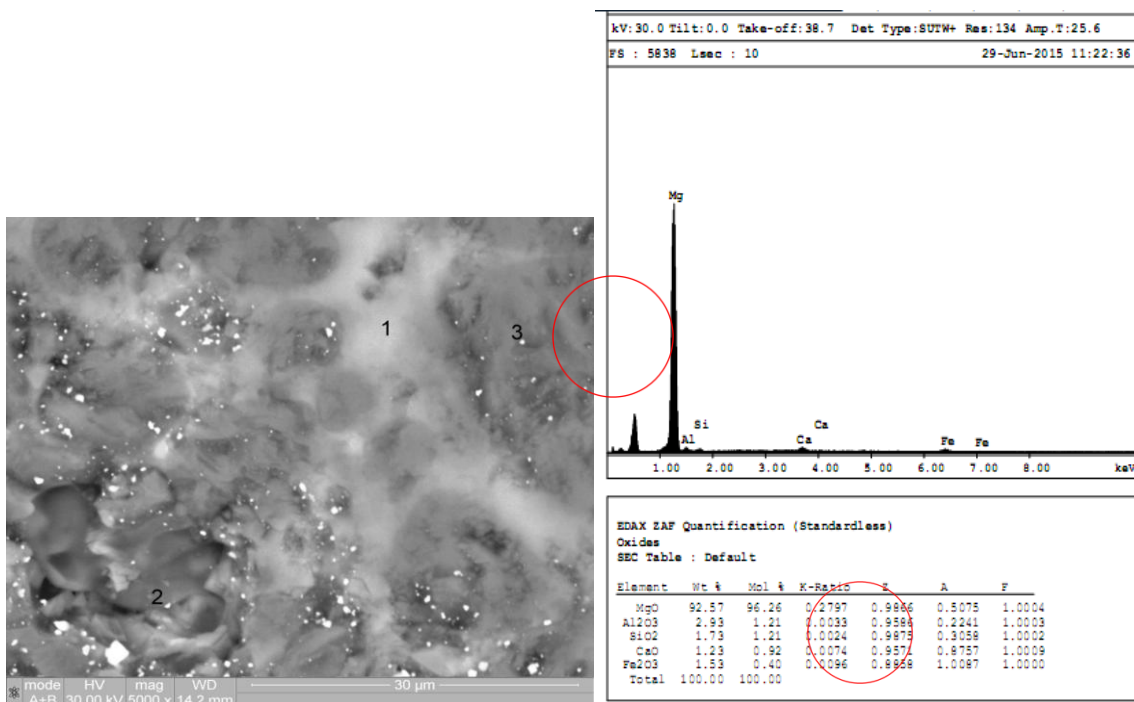 kV:30.0 Tilt:0.0 Take-off:38.7 Det Type:SUTW+ Res:134 Amp.T:25.6
FS : 5838 Lsec : 10 29-Jun-2015 11:22:36
Mg
Si
Al
Ca
Ca
Fe
Fe
1.00 2.00 3.00 4.00 5.00 6.00 7.00 8.00 keV
1
3
2
mode HV mag WD 30 µm
A+B 30.00 kV 5000 x 14.2 mm
EDAX ZAF Quantification (Standardless)
Oxides
SEC Table : Default
Element Wt % Mol % K-Ratio Z A F
MgO 92.57 96.26 0.2797 0.9966 0.5075 1.0004
Al2O3 2.93 1.21 0.0033 0.9586 0.2241 1.0003
SiO2 1.73 1.21 0.0024 0.9875 0.3058 1.0002
CaO 1.23 0.92 0.0074 0.9571 0.8757 1.0009
Fe2O3 1.53 0.40 0.0096 0.8858 1.0087 1.0000
Total 100.00 100.00